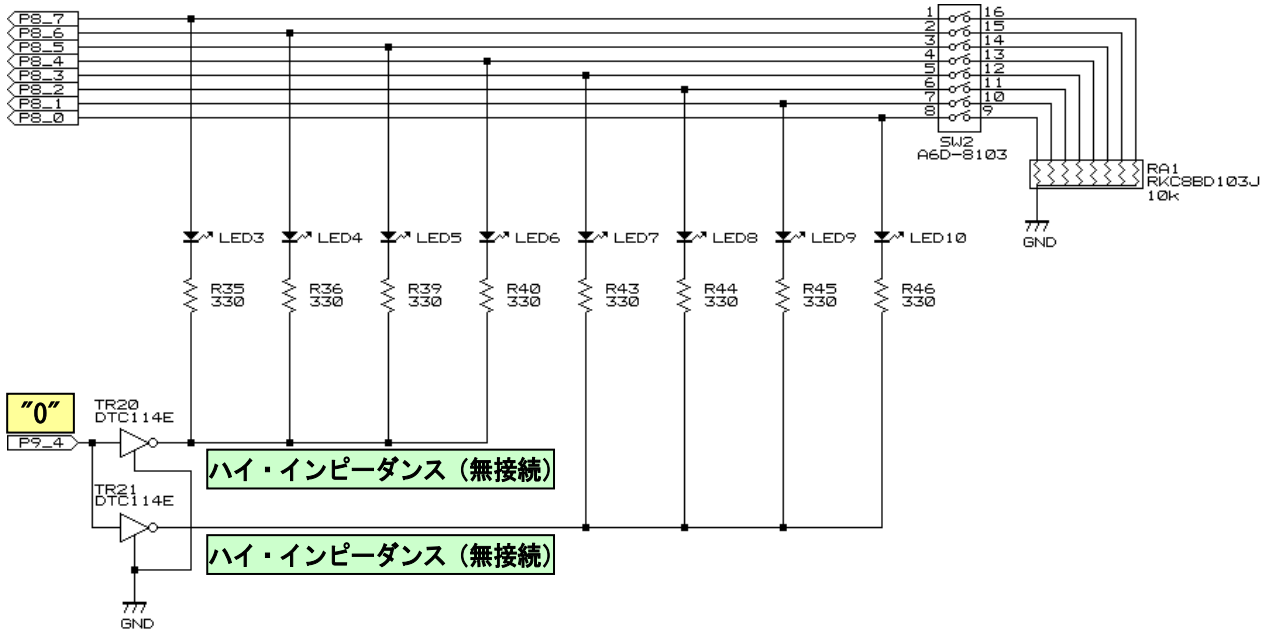 P8_7
P8_6
P8_5
P8_4
P8_3
P8_2
P8_1
P8_0
1
2
3
4
5
6
7
8
16
15
14
13
12
11
10
9
SW2
A6D-8103
RA1
RKC8BD103J
10k
GND
LED3
LED4
LED5
LED6
LED7
LED8
LED9
LED10
R35
330
R36
330
R39
330
R40
330
R43
330
R44
330
R45
330
R46
330
"0"
P9_4
TR20
DTC114E
ハイ・インピーダンス（無接続）
TR21
DTC114E
ハイ・インピーダンス（無接続）
GND